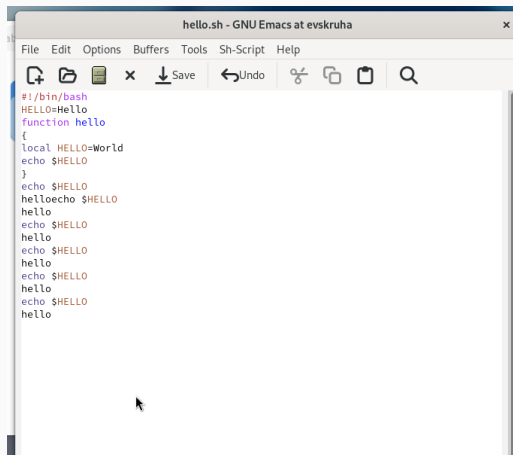 hello.sh - GNU Emacs at evskruha
File Edit Options Buffers Tools Sh-Script Help
Save Undo
#!/bin/bash
HELLO=Hello
function hello
{
local HELLO=World
echo $HELLO
}
echo $HELLO
helloecho $HELLO
hello
echo $HELLO
hello
echo $HELLO
hello
echo $HELLO
hello
echo $HELLO
hello